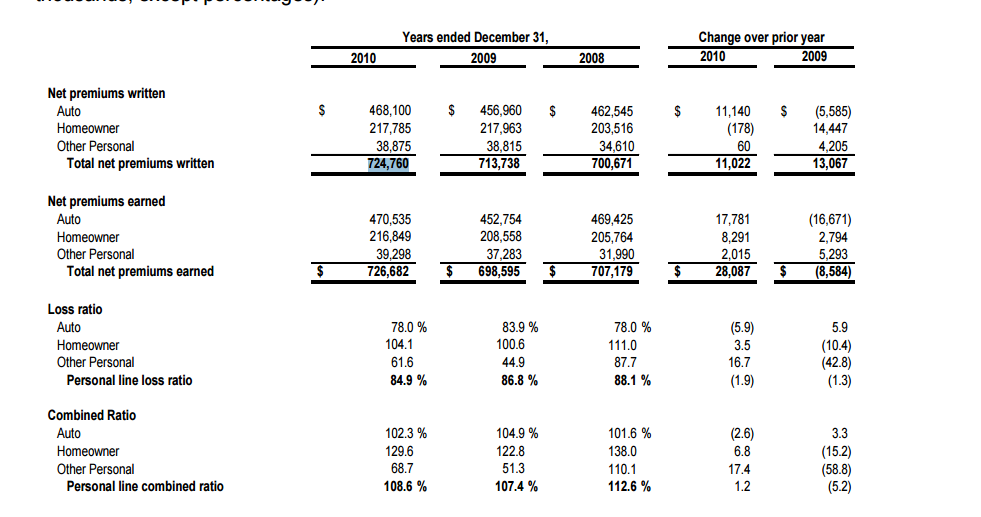 thousands, except percentages).
Years ended December 31, Change over prior year
2010 2009 2008 2010 2009
Net premiums written
Auto $ 468,100 $ 456,960 $ 462,545 $ 11,140 $ (5,585)
Homeowner 217,785 217,963 203,516 (178) 14,447
Other Personal 38,875 38,815 34,610 60 4,205
Total net premiums written 724,760 713,738 700,671 11,022 13,067
Net premiums earned
Auto 470,535 452,754 469,425 17,781 (16,671)
Homeowner 216,849 208,558 205,764 8,291 2,794
Other Personal 39,298 37,283 31,990 2,015 5,293
Total net premiums earned $ 726,682 $ 698,595 $ 707,179 $ 28,087 $ (8,584)
Loss ratio
Auto 78.0 % 83.9 % 78.0 % (5.9) 5.9
Homeowner 104.1 100.6 111.0 3.5 (10.4)
Other Personal 61.6 44.9 87.7 16.7 (42.8)
Personal line loss ratio 84.9 % 86.8 % 88.1 % (1.9) (1.3)
Combined Ratio
Auto 102.3 % 104.9 % 101.6 % (2.6) 3.3
Homeowner 129.6 122.8 138.0 6.8 (15.2)
Other Personal 68.7 51.3 110.1 17.4 (58.8)
Personal line combined ratio 108.6 % 107.4 % 112.6 % 1.2 (5.2)